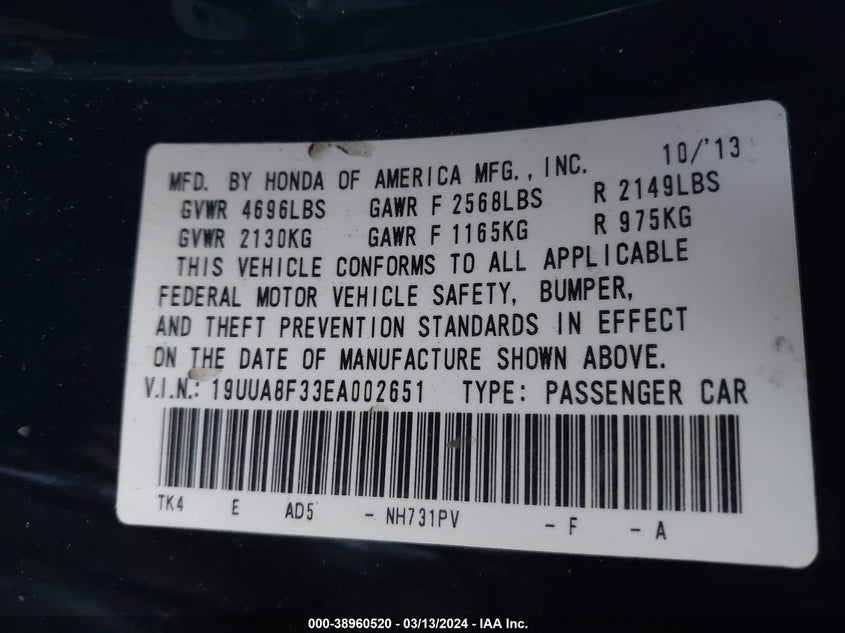 MFD. BY HONDA OF AMERICA MFG., INC. 10/'13
GVWR 4696LBS GAWR F 2568LBS R 2149LBS
GVWR 2130KG GAWR F 1165KG R 975KG
THIS VEHICLE CONFORMS TO ALL APPLICABLE
FEDERAL MOTOR VEHICLE SAFETY, BUMPER,
AND THEFT PREVENTION STANDARDS IN EFFECT
ON THE DATE OF MANUFACTURE SHOWN ABOVE.
V.I.N.: 19UUA8F33EA002651 TYPE: PASSENGER CAR
TK4 E AD5 - NH731PV - F - A
000-38960520 - 03/13/2024 - IAA Inc.